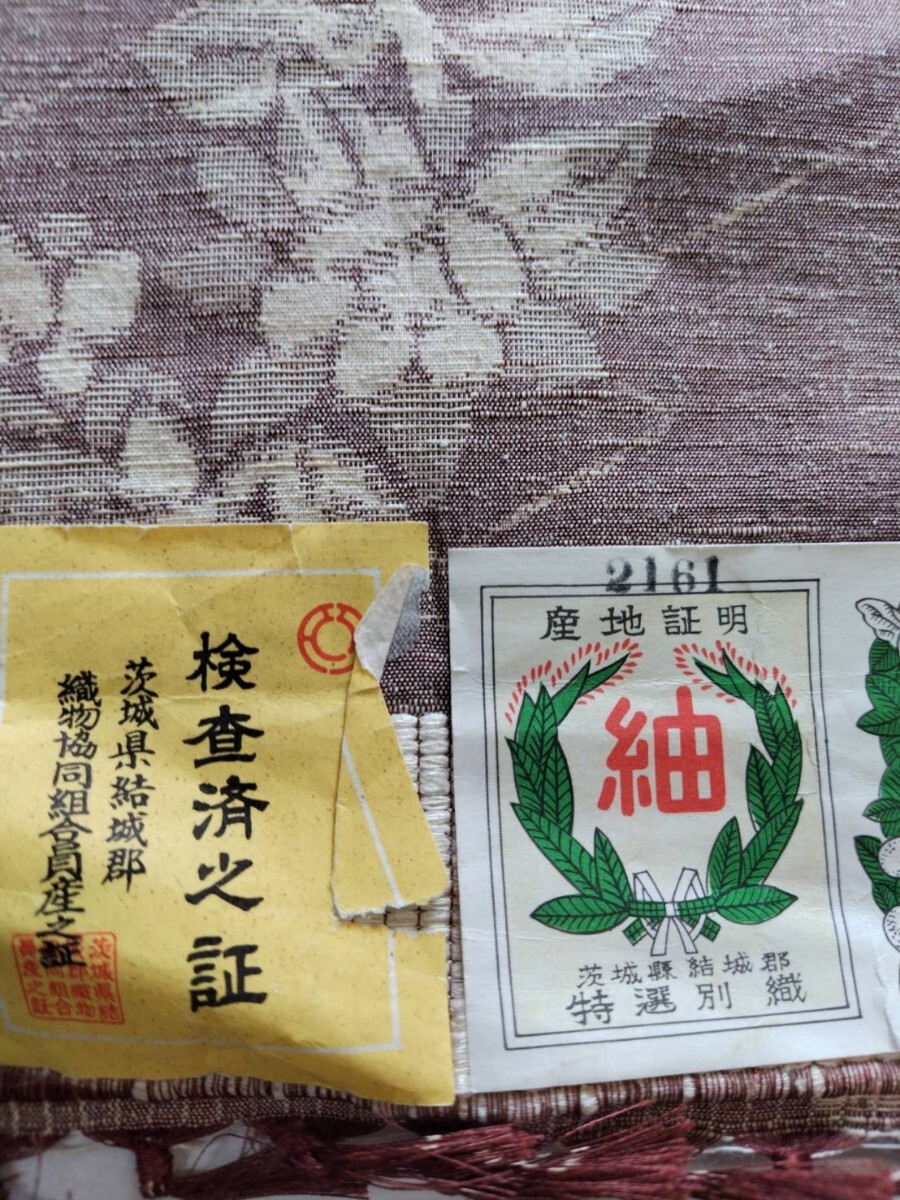 検査済之証
茨城県結城郡
織物協同組合員産之証
2161
産地証明
紬
茨城縣結城郡
特選別織